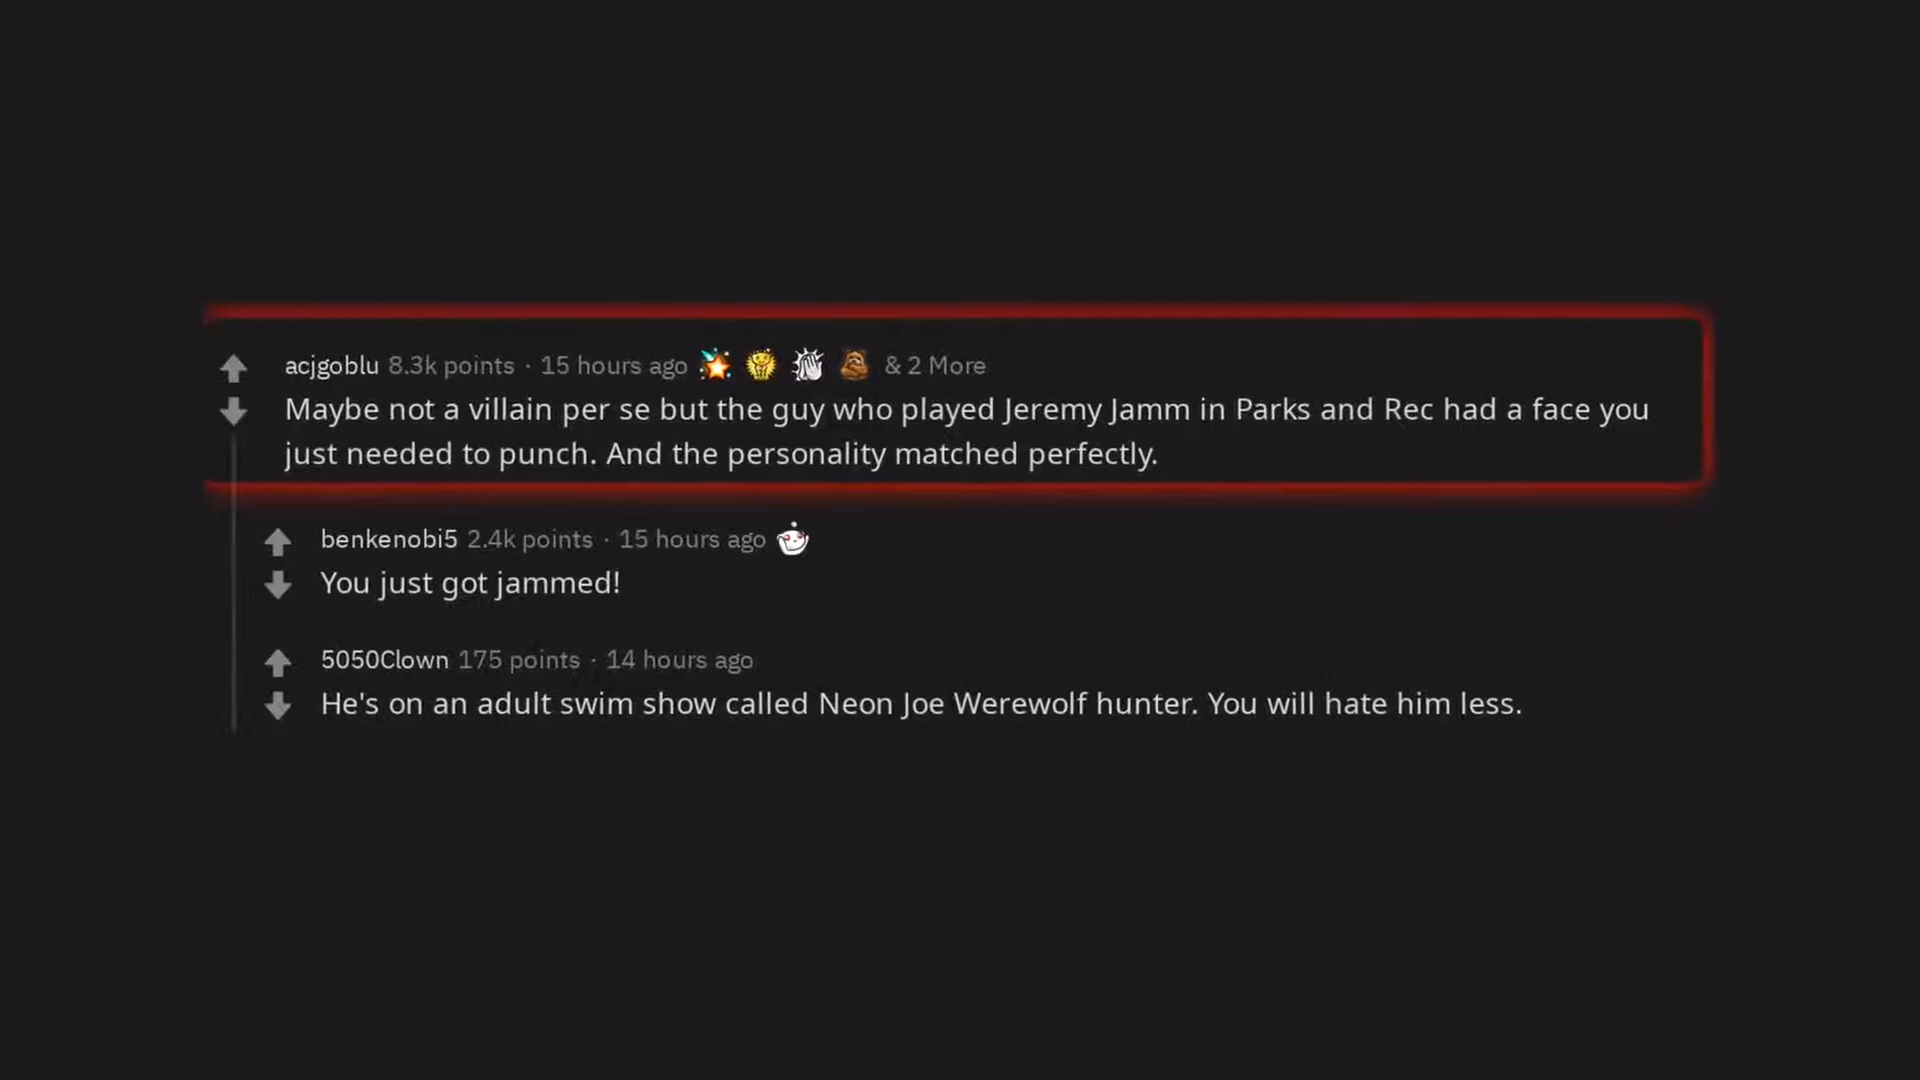 acjgoblu 8.3k points · 15 hours ago & 2 More
Maybe not a villain per se but the guy who played Jeremy Jamm in Parks and Rec had a face you
just needed to punch. And the personality matched perfectly.
benkenobi5 2.4k points · 15 hours ago
You just got jammed!
5050Clown 175 points · 14 hours ago
He's on an adult swim show called Neon Joe Werewolf hunter. You will hate him less.